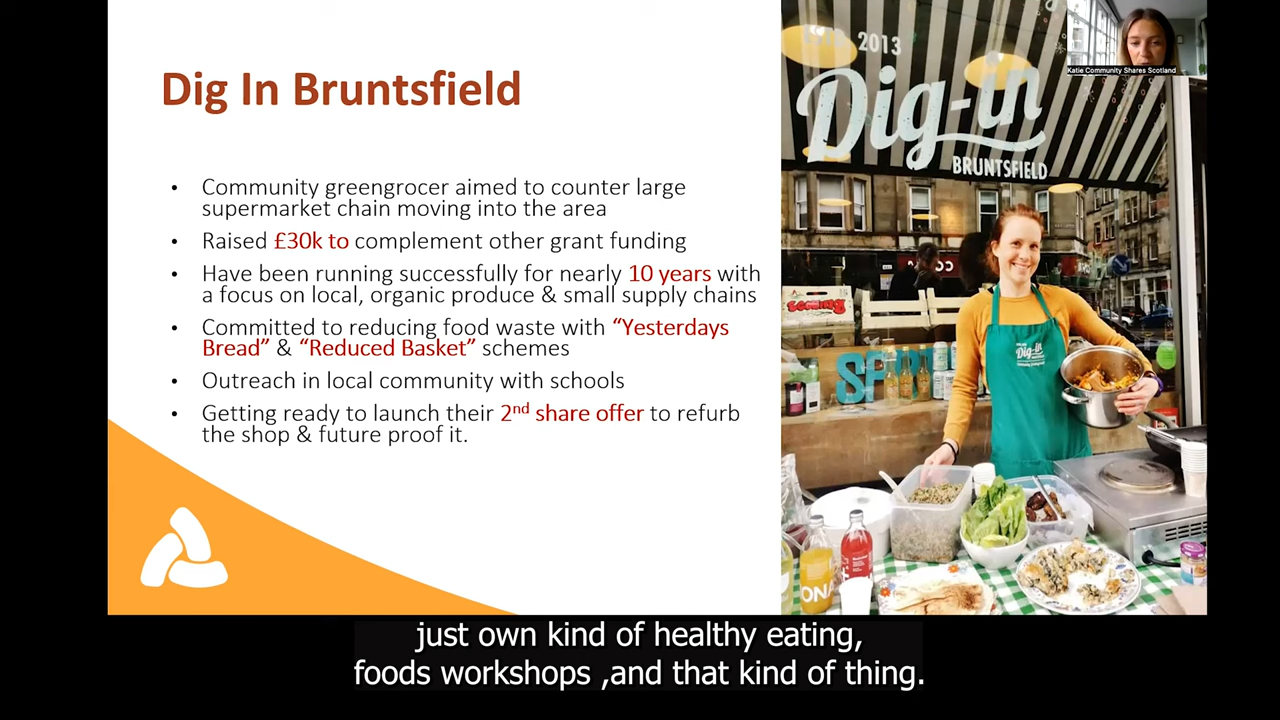 Dig In Bruntsfield
• Community greengrocer aimed to counter large
supermarket chain moving into the area
• Raised £30k to complement other grant funding
• Have been running successfully for nearly 10 years with
a focus on local, organic produce & small supply chains
• Committed to reducing food waste with “Yesterdays
Bread” & “Reduced Basket” schemes
• Outreach in local community with schools
• Getting ready to launch their 2nd share offer to refurb
the shop & future proof it.
2013
Dig-in
BRUNTSFIELD
Katie Community Shares Scotland
Dig-in
just own kind of healthy eating,
foods workshops ,and that kind of thing.